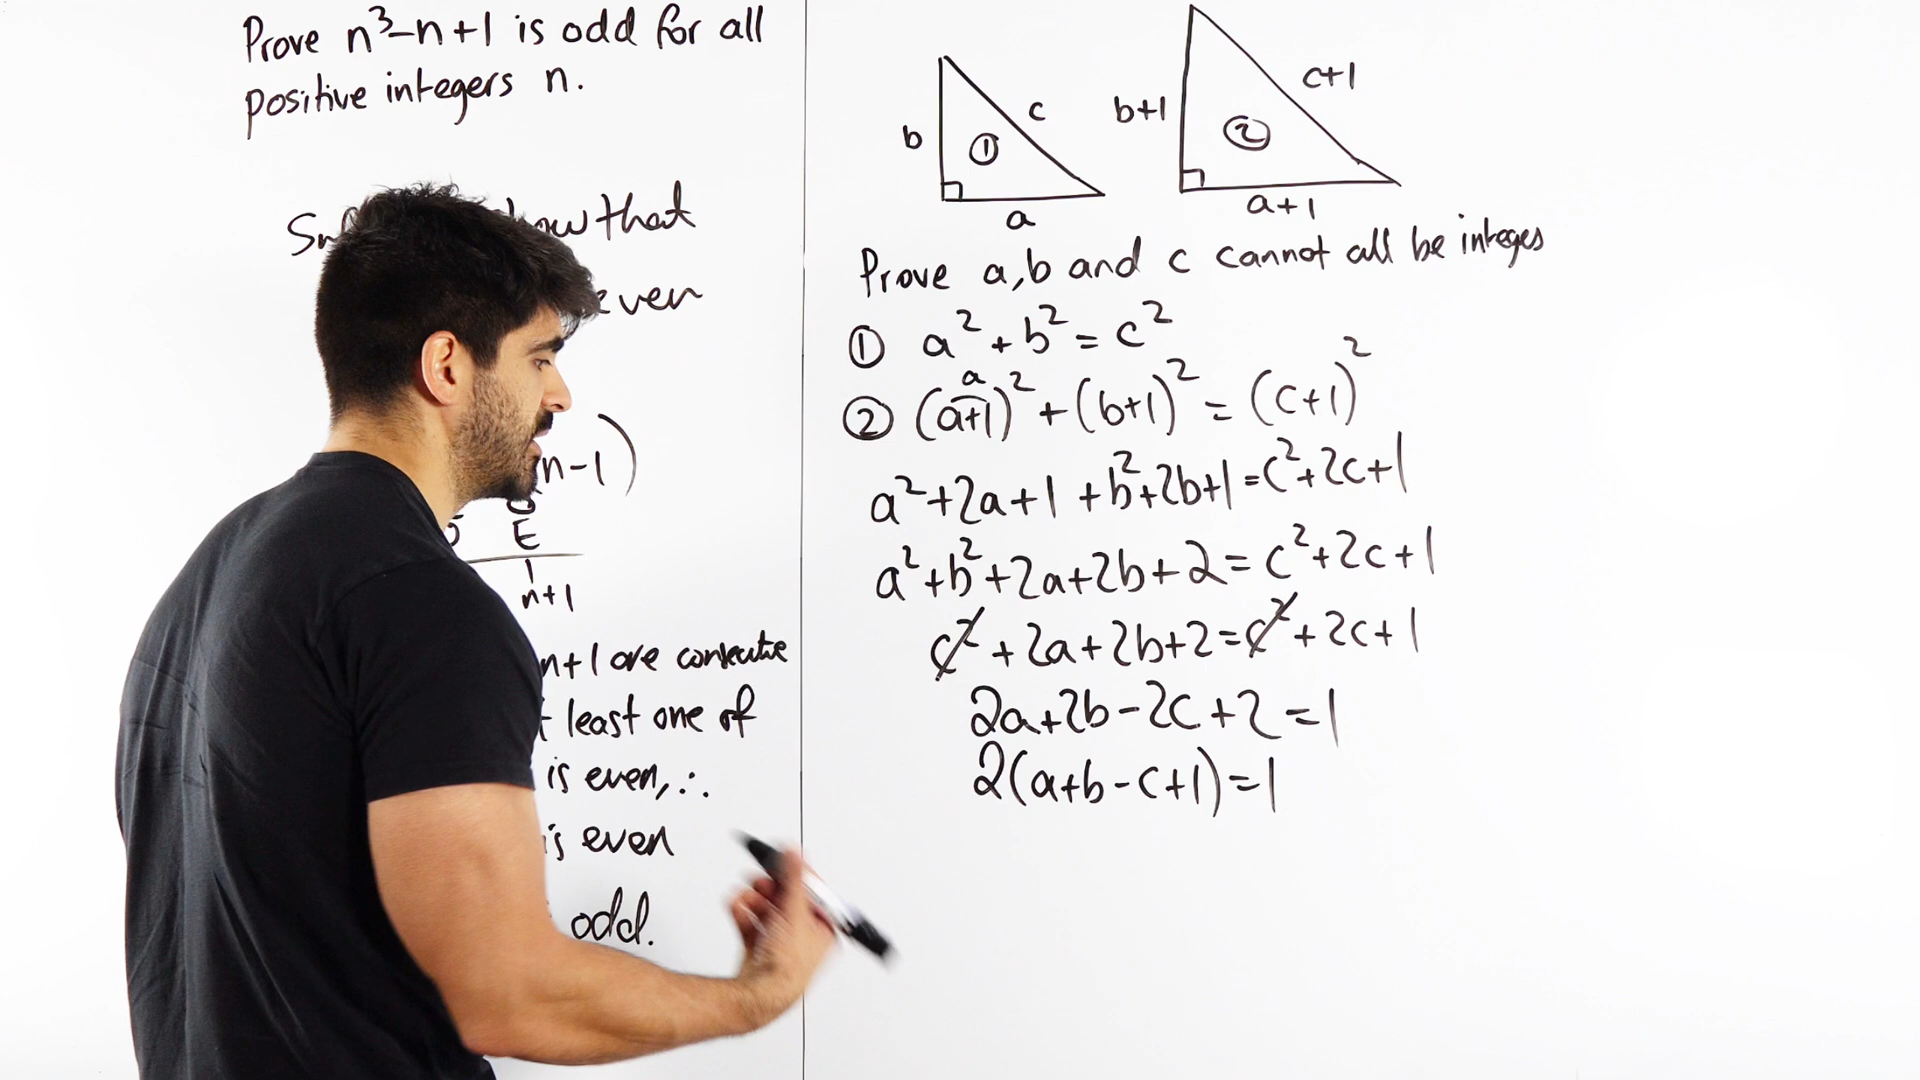 Prove n³-n+1 is odd for all
positive integers n.
that
even
n-1)
E
n+1
n+1 are consecutive
least one of
is even, ∴
is even
odd.
b
①
c
a
b+1
②
c+1
a+1
Prove a,b and c cannot all be integes
① a² + b² = c²
② (a+1)² + (b+1)² = (c+1)²
a
a²+2a+1 +b²+2b+1=c²+2c+1
a²+b²+2a+2b+2=c²+2c+1
c²+2a+2b+2=c²+2c+1
2a+2b-2c+2=1
2(a+b-c+1)=1